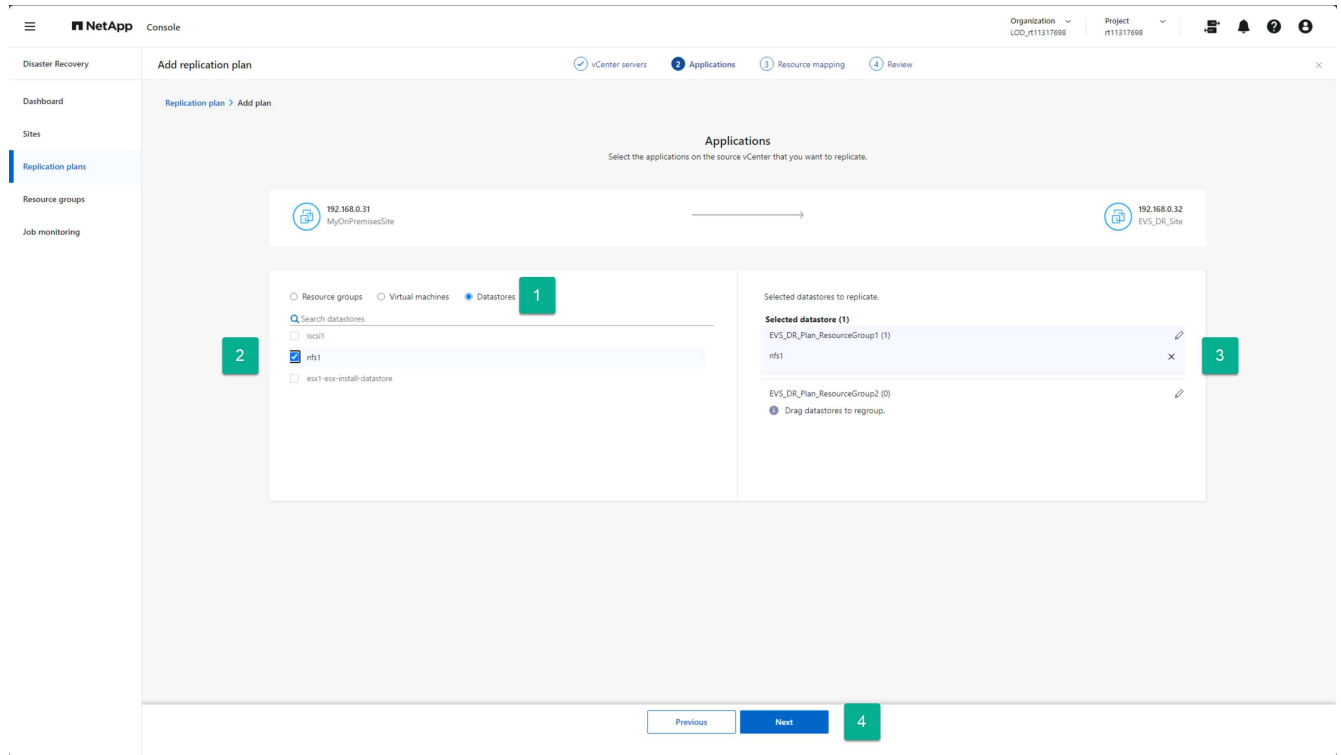 NetApp Console
Organization
LOD_rt11317698
Project
rt11317698
Disaster Recovery
Add replication plan
vCenter servers
2 Applications
3 Resource mapping
4 Review
Dashboard
Sites
Replication plans
Resource groups
Job monitoring
Replication plan > Add plan
Applications
Select the applications on the source vCenter that you want to replicate.
192.168.0.31
MyOnPremisesSite
192.168.0.32
EVS_DR_Site
Resource groups Virtual machines Datastores
1
Search datastores
iscsi1
2
nfs1
esx1-esx-install-datastore
Selected datastores to replicate.
Selected datastore (1)
EVS_DR_Plan_ResourceGroup1 (1)
nfs1
3
EVS_DR_Plan_ResourceGroup2 (0)
Drag datastores to regroup.
Previous
Next
4